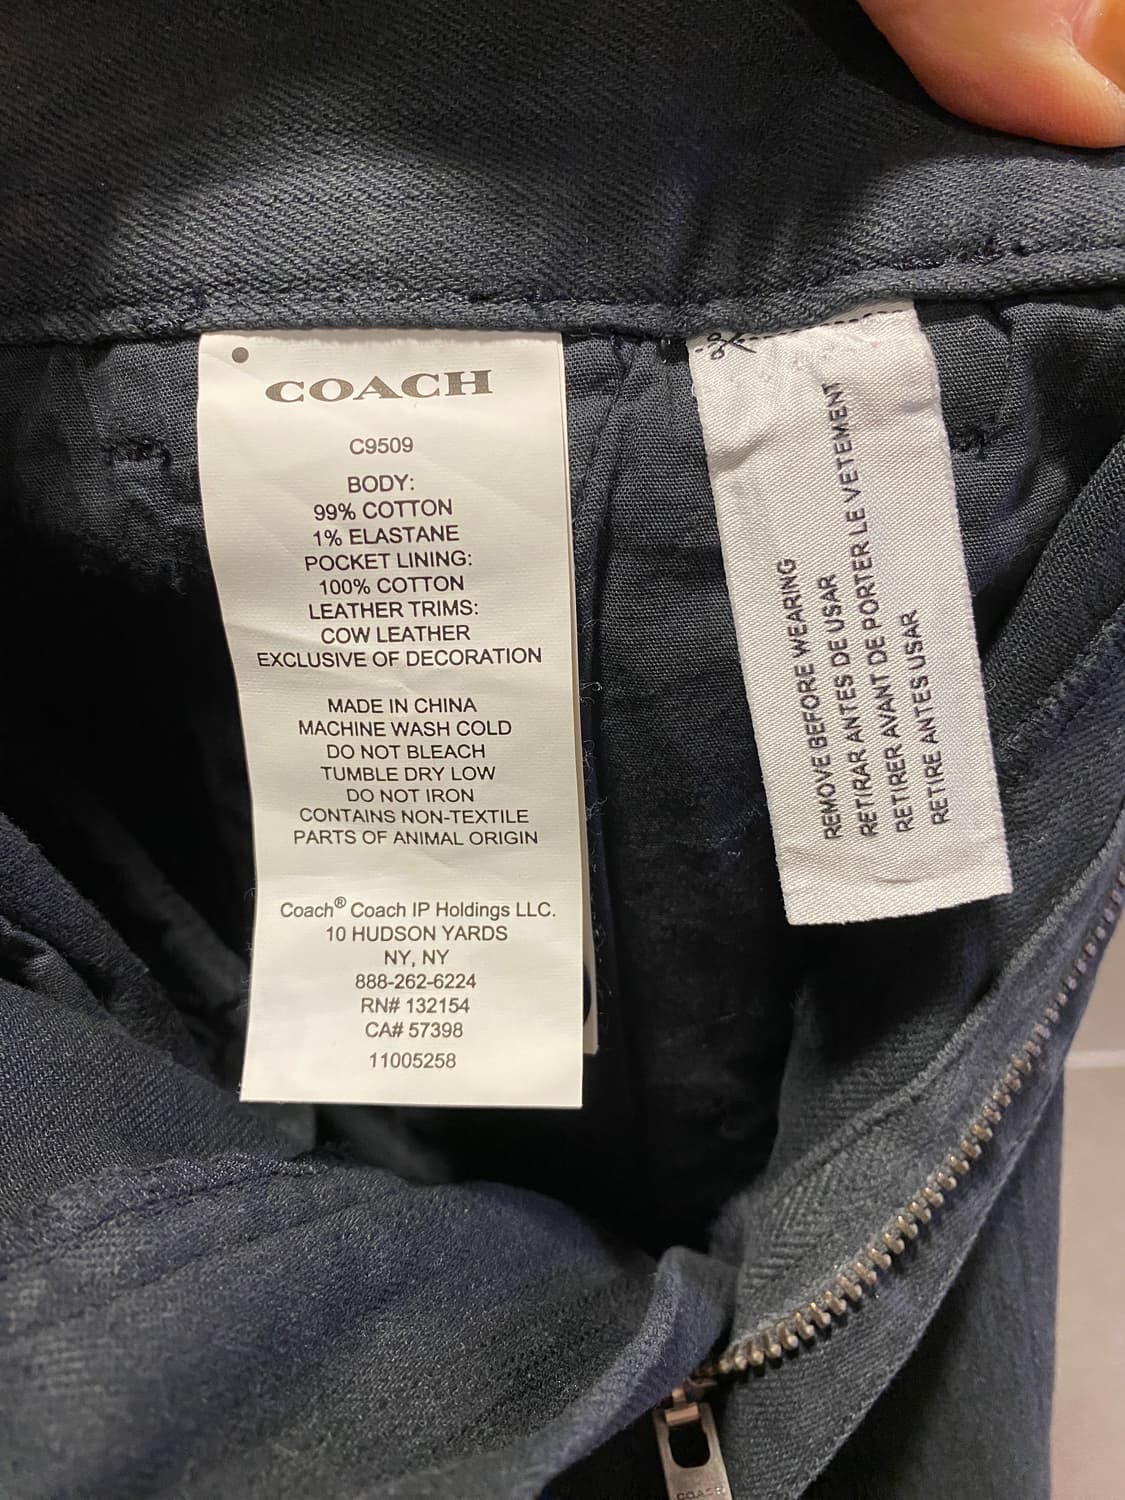 COACH
C9509
BODY:
99% COTTON
1% ELASTANE
POCKET LINING:
100% COTTON
LEATHER TRIMS:
COW LEATHER
EXCLUSIVE OF DECORATION
MADE IN CHINA
MACHINE WASH COLD
DO NOT BLEACH
TUMBLE DRY LOW
DO NOT IRON
CONTAINS NON-TEXTILE
PARTS OF ANIMAL ORIGIN
Coach® Coach IP Holdings LLC.
10 HUDSON YARDS
NY, NY
888-262-6224
RN# 132154
CA# 57398
11005258
REMOVE BEFORE WEARING
RETIRAR ANTES DE USAR
RETIRER AVANT DE PORTER LE VETEMENT
RETIRE ANTES USAR
COACH